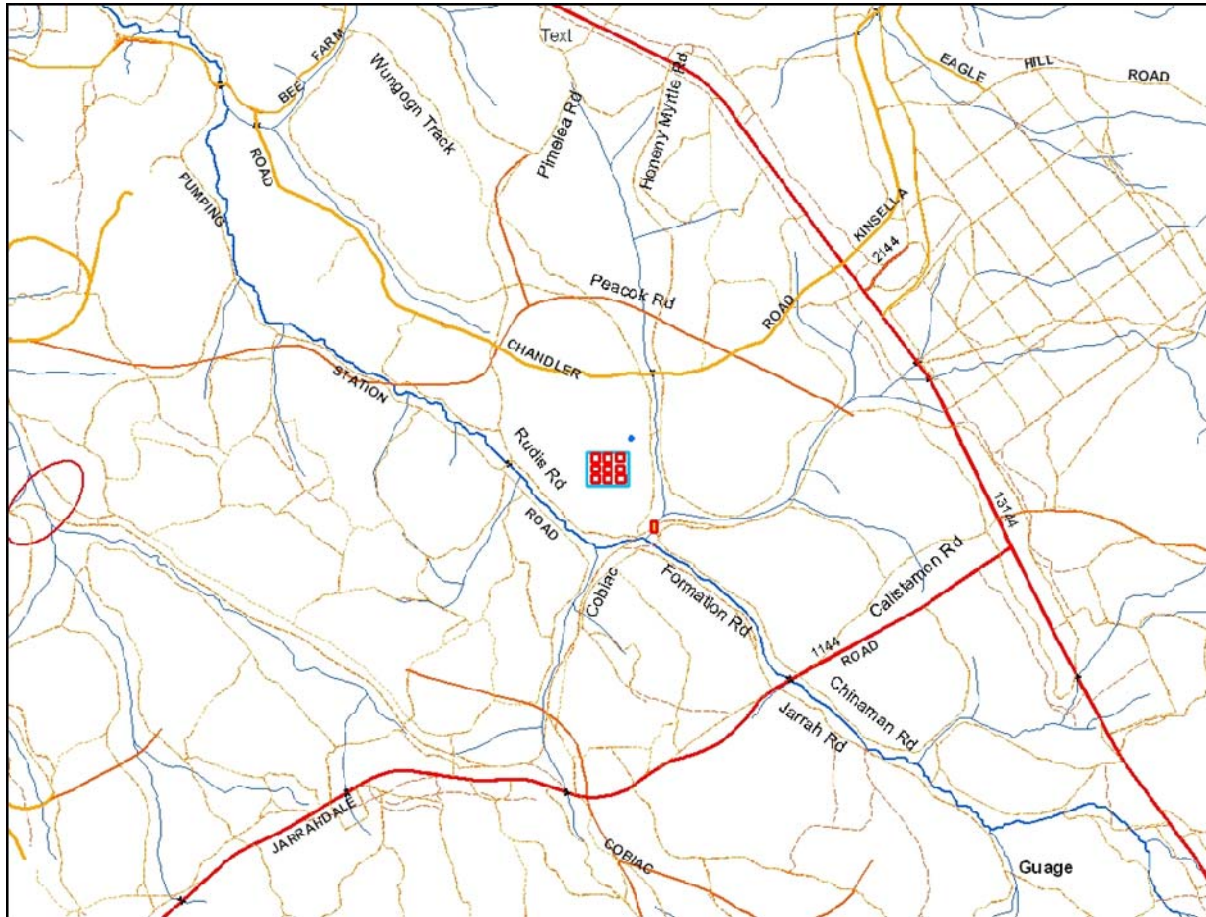 Text
BEE FARM
ROAD
Wungogn Track
Pimelea Rd
Honeny Myrtle Rd
EAGLE HILL ROAD
PUMPING
KINSELLA
2144
ROAD
Peacok Rd
CHANDLER
STATION
Rudis Rd
ROAD
13144
Cobiac
Formation Rd
Calistamon Rd
1144
ROAD
Chinaman Rd
Jarrah Rd
JARRAHDALE
COBIAC
Guage